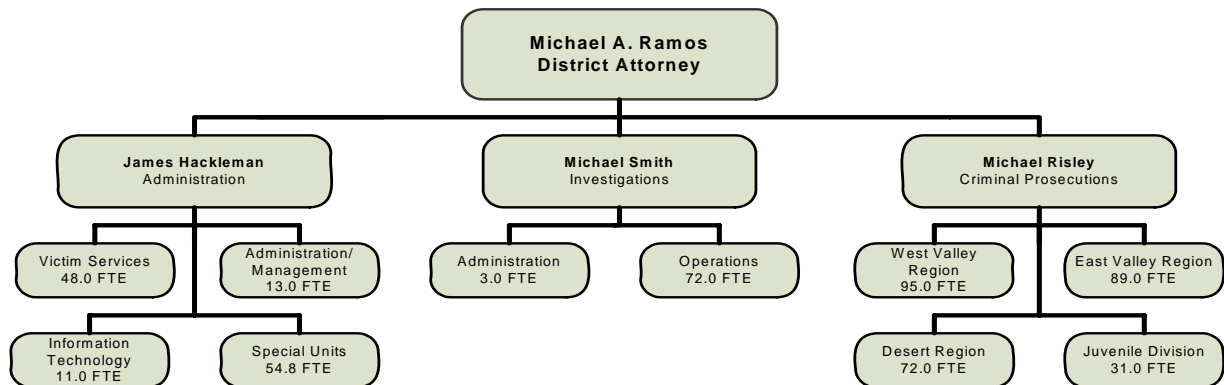 Michael A. Ramos
District Attorney
James Hackleman
Administration
Michael Smith
Investigations
Michael Risley
Criminal Prosecutions
Victim Services
48.0 FTE
Administration/
Management
13.0 FTE
Administration
3.0 FTE
Operations
72.0 FTE
West Valley
Region
95.0 FTE
East Valley Region
89.0 FTE
Information
Technology
11.0 FTE
Special Units
54.8 FTE
Desert Region
72.0 FTE
Juvenile Division
31.0 FTE